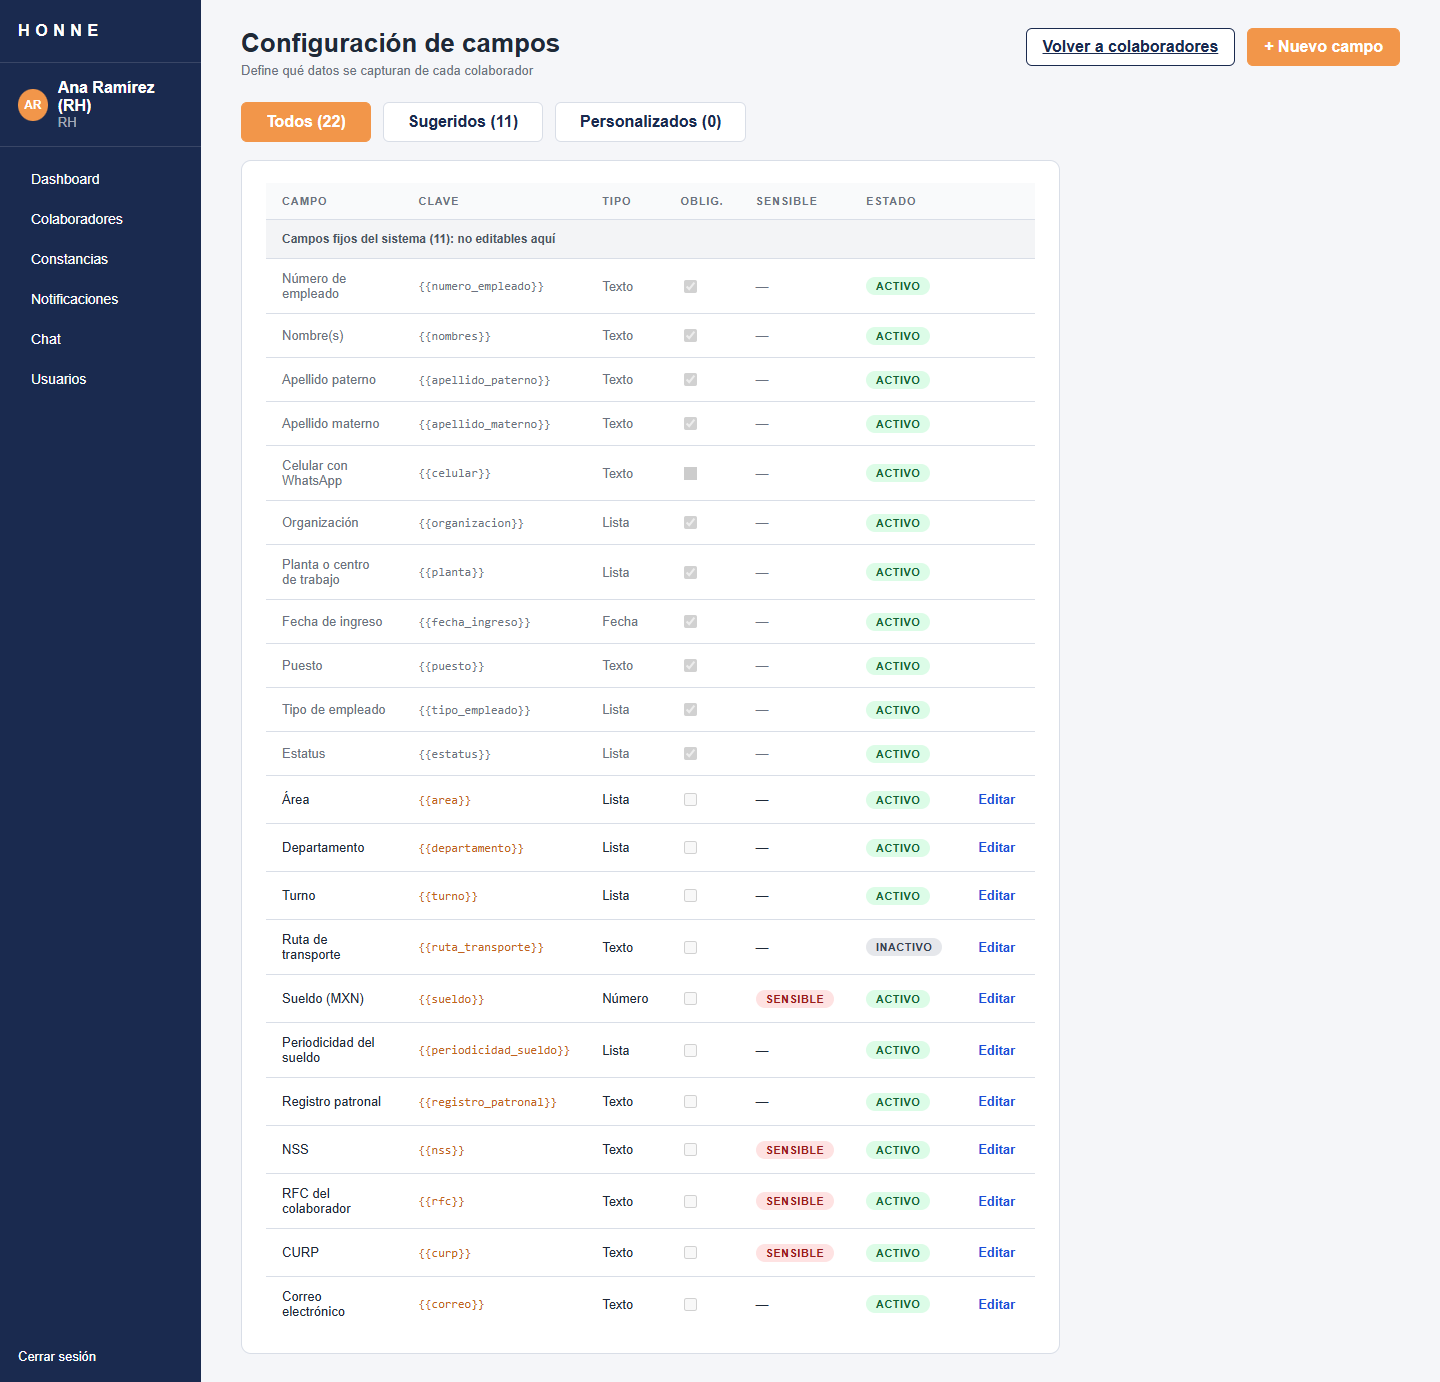 HONNE
AR
Ana Ramírez
(RH)
RH
Dashboard
Colaboradores
Constancias
Notificaciones
Chat
Usuarios
Cerrar sesión
Configuración de campos
Define qué datos se capturan de cada colaborador
Volver a colaboradores
+ Nuevo campo
Todos (22)
Sugeridos (11)
Personalizados (0)
CAMPO CLAVE TIPO OBLIG. SENSIBLE ESTADO
Campos fijos del sistema (11): no editables aquí
Número de
empleado
{{numero_empleado}} Texto — ACTIVO
Nombre(s) {{nombres}} Texto — ACTIVO
Apellido paterno {{apellido_paterno}} Texto — ACTIVO
Apellido materno {{apellido_materno}} Texto — ACTIVO
Celular con
WhatsApp
{{celular}} Texto — ACTIVO
Organización {{organizacion}} Lista — ACTIVO
Planta o centro
de trabajo
{{planta}} Lista — ACTIVO
Fecha de ingreso {{fecha_ingreso}} Fecha — ACTIVO
Puesto {{puesto}} Texto — ACTIVO
Tipo de empleado {{tipo_empleado}} Lista — ACTIVO
Estatus {{estatus}} Lista — ACTIVO
Área {{area}} Lista — ACTIVO Editar
Departamento {{departamento}} Lista — ACTIVO Editar
Turno {{turno}} Lista — ACTIVO Editar
Ruta de
transporte
{{ruta_transporte}} Texto — INACTIVO Editar
Sueldo (MXN) {{sueldo}} Número SENSIBLE ACTIVO Editar
Periodicidad del
sueldo
{{periodicidad_sueldo}} Lista — ACTIVO Editar
Registro patronal {{registro_patronal}} Texto — ACTIVO Editar
NSS {{nss}} Texto SENSIBLE ACTIVO Editar
RFC del
colaborador
{{rfc}} Texto SENSIBLE ACTIVO Editar
CURP {{curp}} Texto SENSIBLE ACTIVO Editar
Correo
electrónico
{{correo}} Texto — ACTIVO Editar